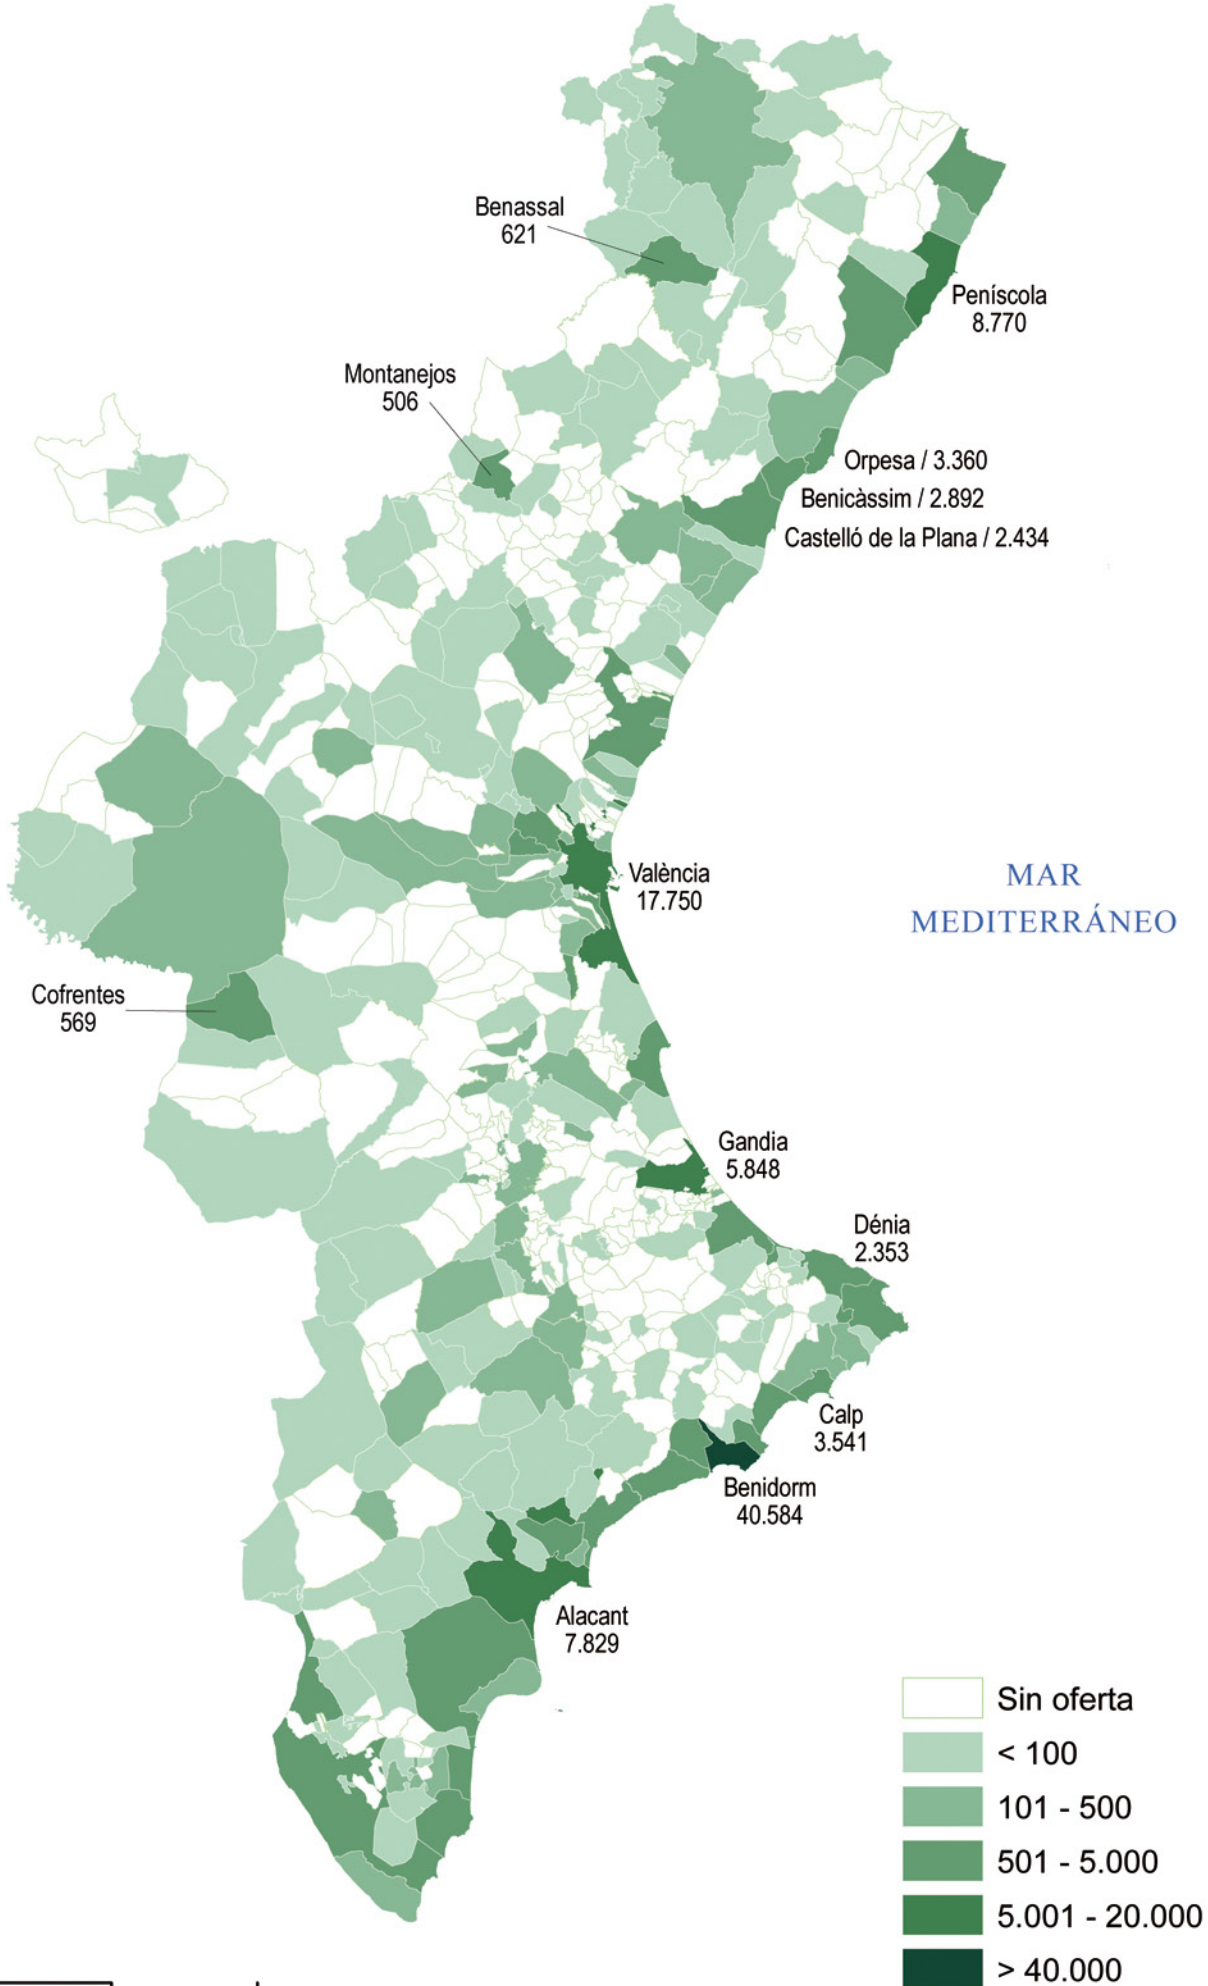 Benassal
621
Peníscola
8.770
Montanejos
506
Orpesa / 3.360
Benicàssim / 2.892
Castelló de la Plana / 2.434
València
17.750
MAR
MEDITERRÁNEO
Cofrentes
569
Gandia
5.848
Dénia
2.353
Calp
3.541
Benidorm
40.584
Alacant
7.829
Sin oferta
< 100
101 - 500
501 - 5.000
5.001 - 20.000
> 40.000